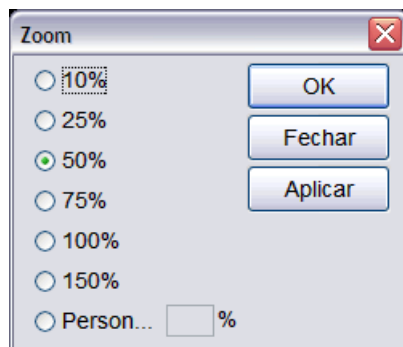 Zoom
10%
OK
25%
Fechar
50%
75%
Aplicar
100%
150%
Person... %